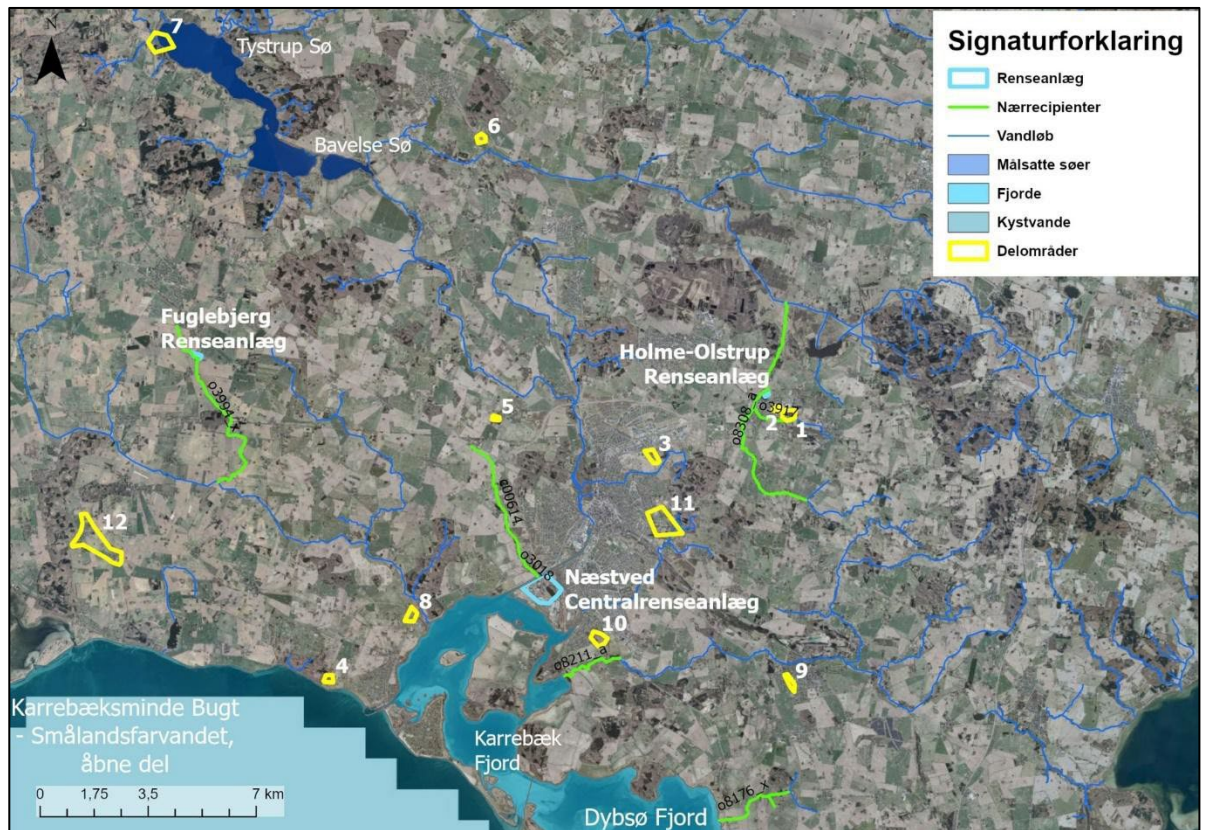 N
7
Tystrup Sø
Bavelse Sø
6
Signaturforklaring
Renseanlæg
Nærrecipienter
Vandløb
Målsatte søer
Fjorde
Kystvande
Delområder
Fuglebjerg
Renseanlæg
Holme-Olstrup
Renseanlæg
o8308_a
o3917
2
1
5
3
o00614
11
12
o3018
Næstved
Centralrenseanlæg
8
10
o8211_a
4
9
Karrebæksminde Bugt
- Smålandsfarvandet,
åbne del
Karrebæk
Fjord
0 1,75 3,5 7 km
o8176_x
Dybsø Fjord